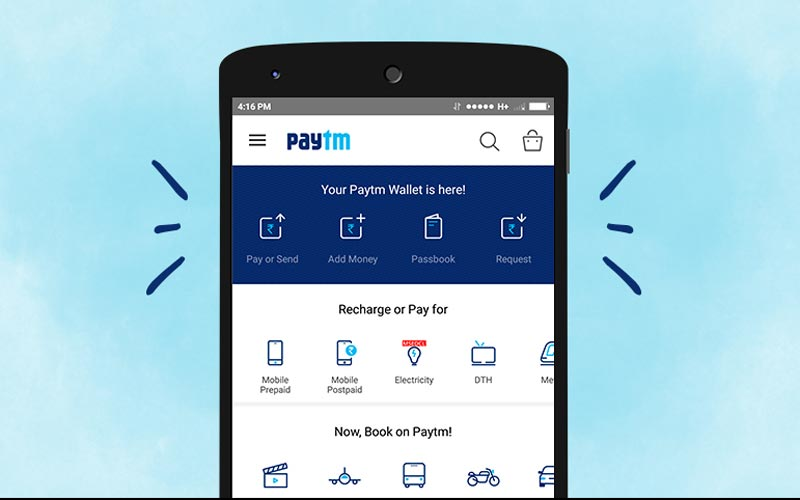 4:16 PM
H+
paytm
Your Paytm Wallet is here!
Pay or Send
Add Money
Passbook
Request
Recharge or Pay for
MSEDCL
Mobile
Prepaid
Mobile
Postpaid
Electricity
DTH
Me
Now, Book on Paytm!